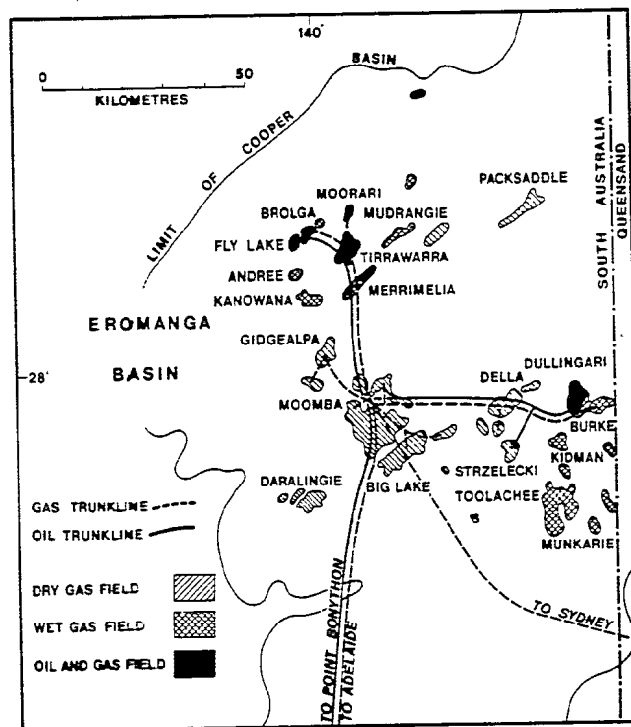 140°
0 50
KILOMETRES
LIMIT OF COOPER BASIN
SOUTH AUSTRALIA
QUEENSLAND
PACKSADDLE
MOORARI
BROLGA
MUDRANGIE
FLY LAKE
TIRRAWARRA
ANDREE
MERRIMELIA
KANOWANA
EROMANGA
BASIN
GIDGEALPA
28°
DULLINGARI
DELLA
MOOMBA
BURKE
KIDMAN
STRZELECKI
DARALINGIE
BIG LAKE
TOOLACHEE
MUNKARIE
GAS TRUNKLINE
OIL TRUNKLINE
DRY GAS FIELD
WET GAS FIELD
OIL AND GAS FIELD
TO POINT BONYTHON
TO ADELAIDE
TO SYDNEY